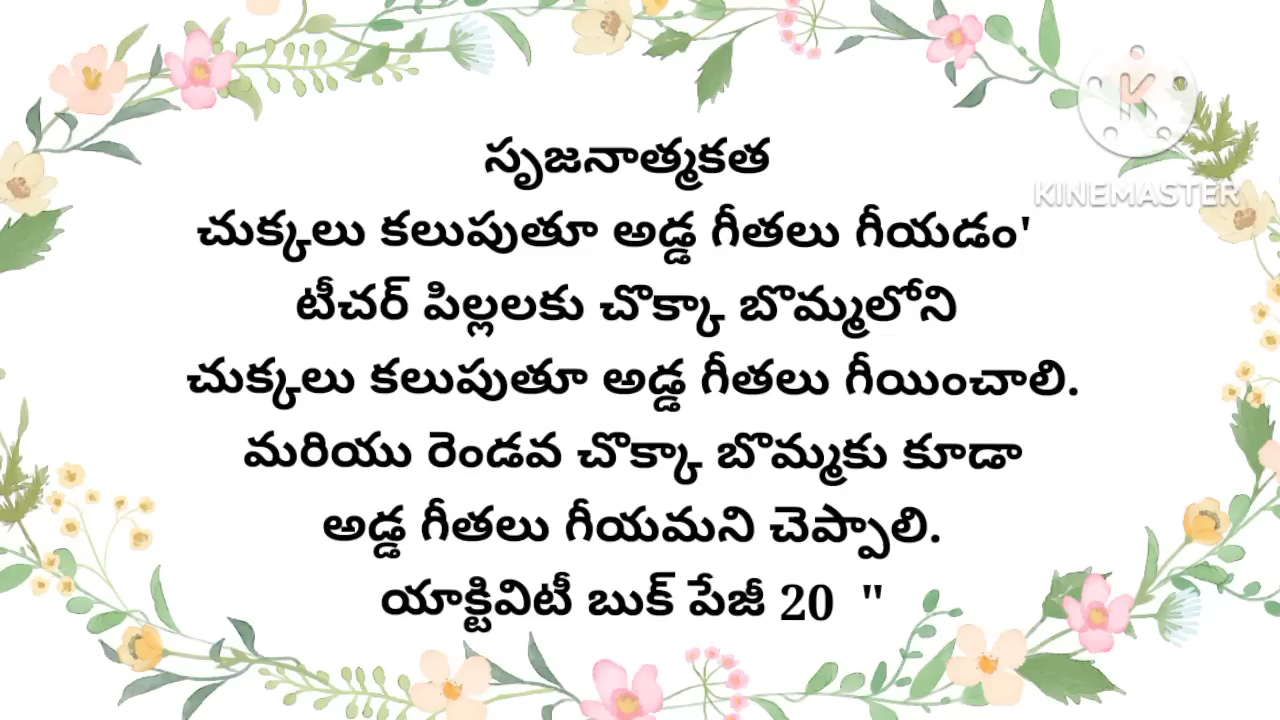 సృజనాత్మకత
చుక్కలు కలుపుతూ అడ్డ గీతలు గీయడం'
టీచర్ పిల్లలకు చొక్కా బొమ్మలోని
చుక్కలు కలుపుతూ అడ్డ గీతలు గీయించాలి.
మరియు రెండవ చొక్కా బొమ్మకు కూడా
అడ్డ గీతలు గీయమని చెప్పాలి.
యాక్టివిటీ బుక్ పేజీ 20 "
K
KINEMASTER